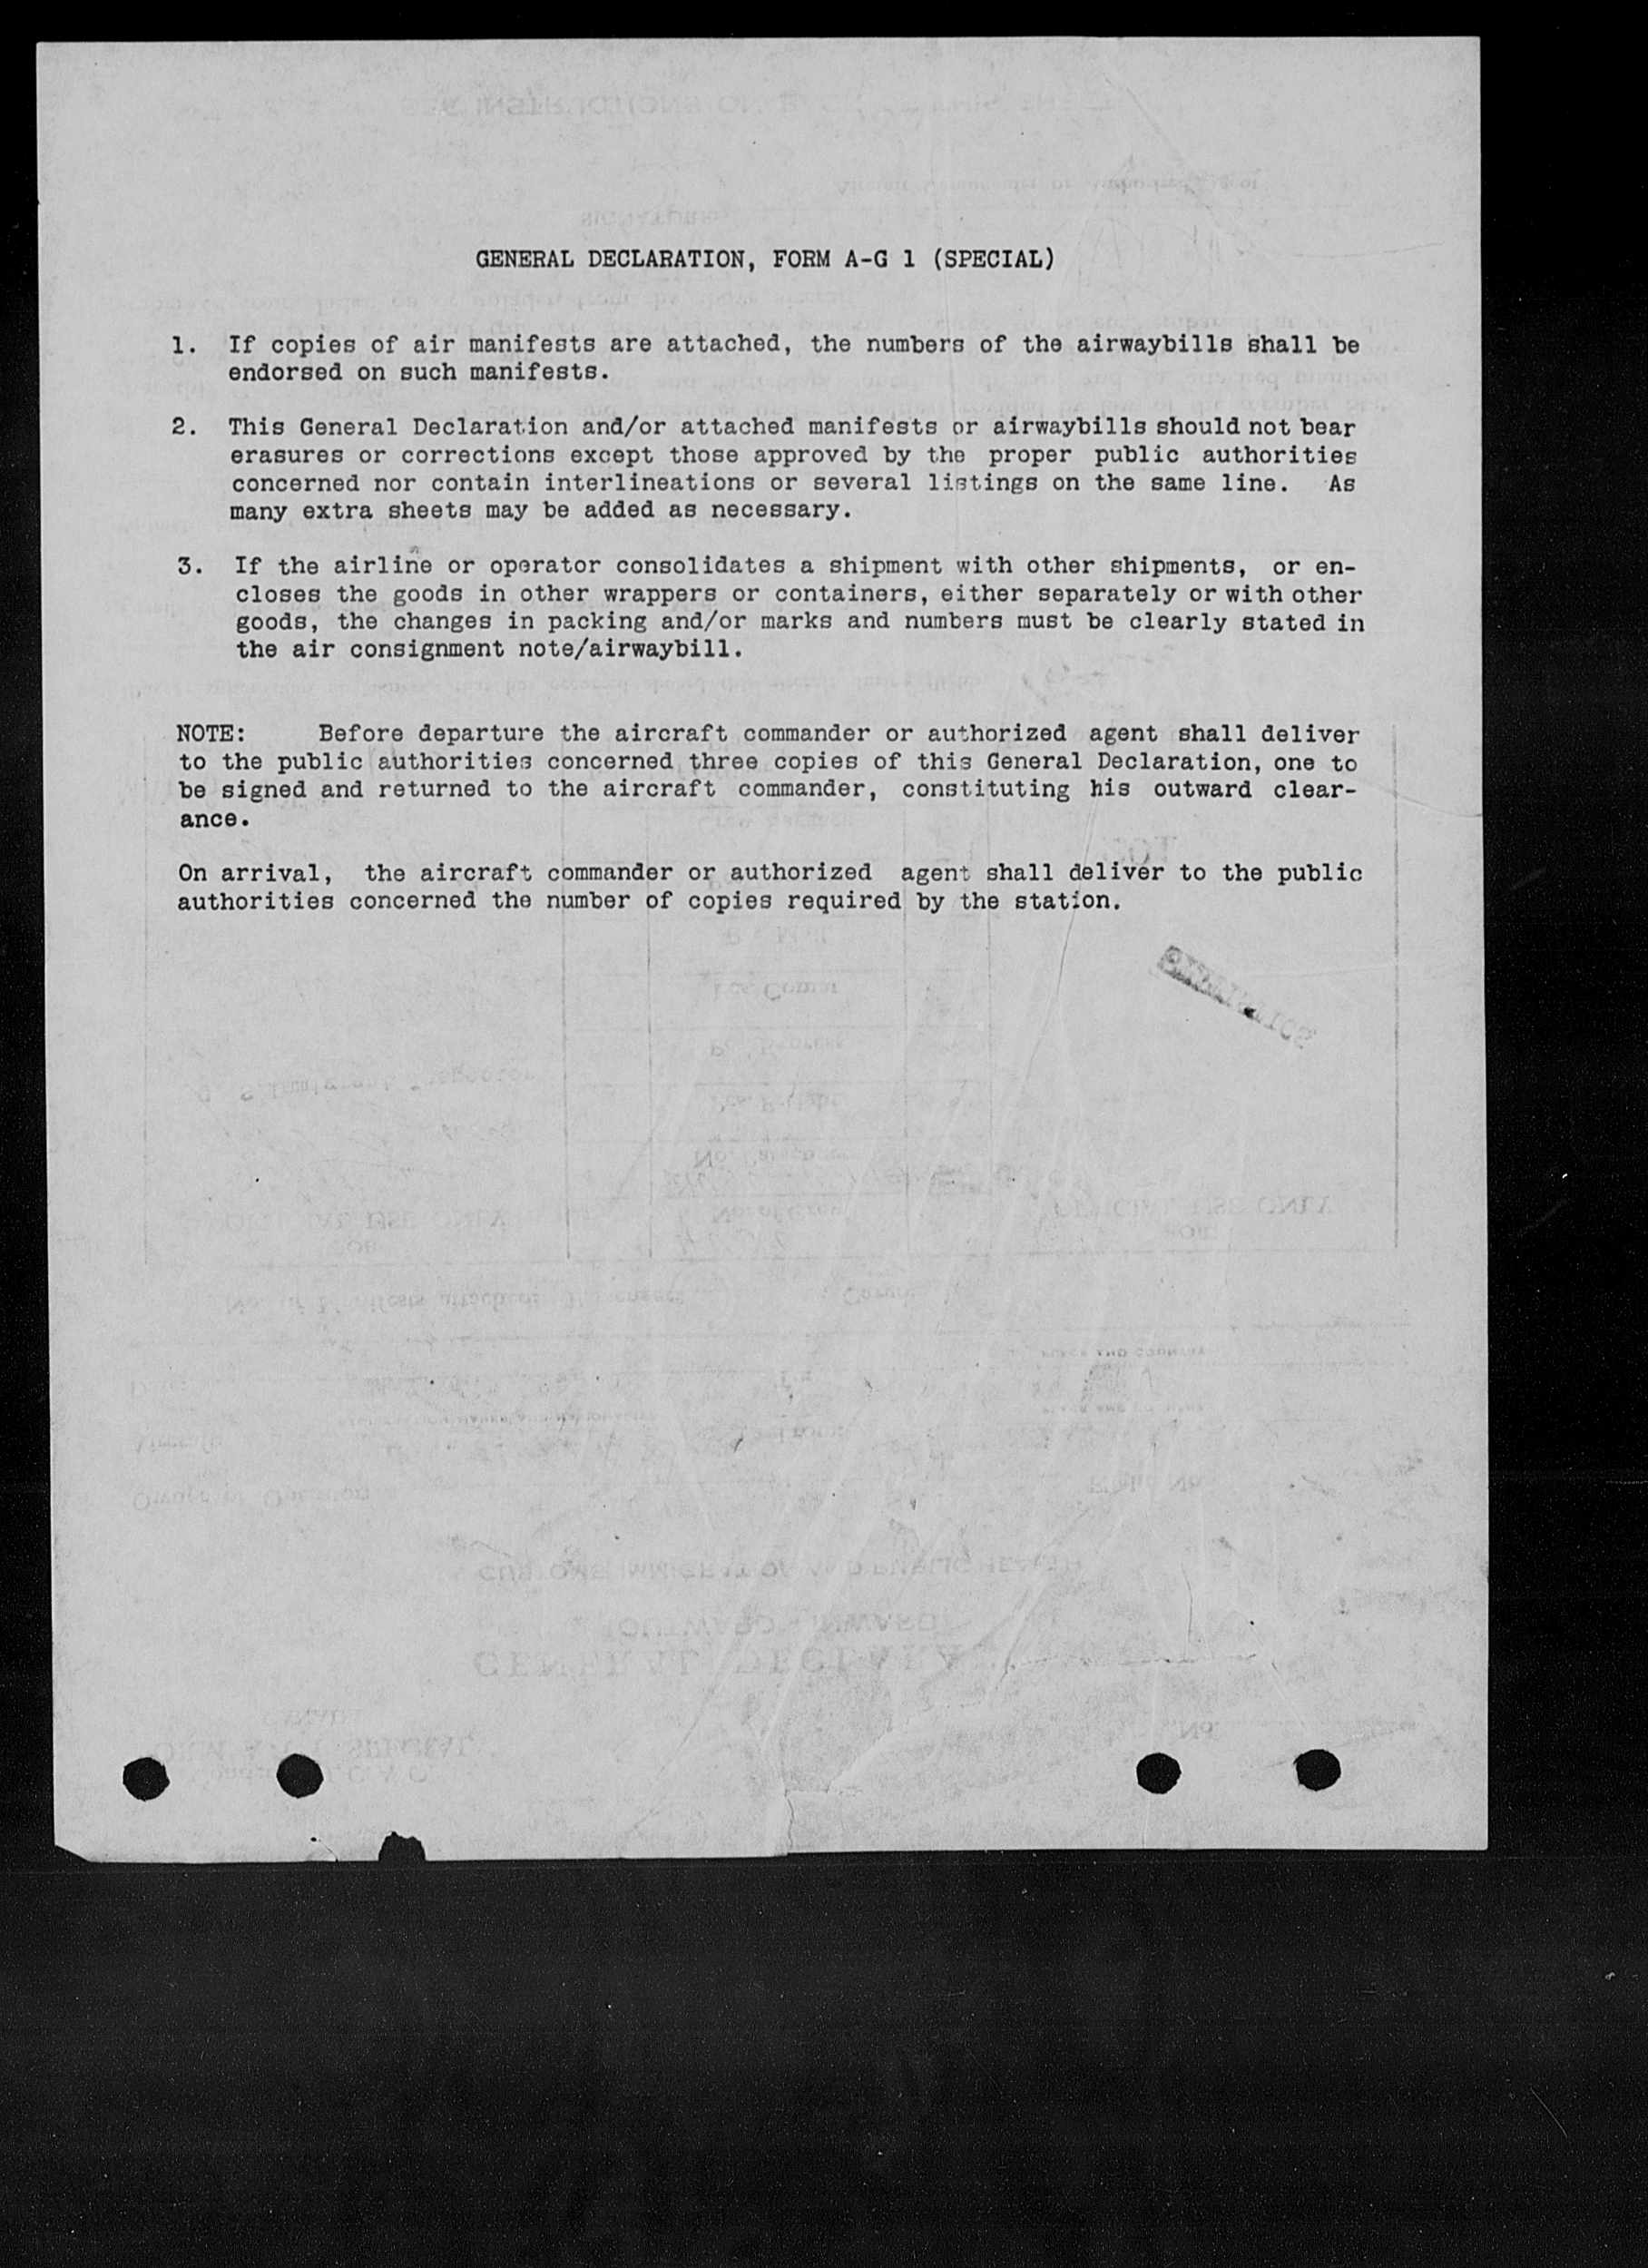 GENERAL DECLARATION, FORM A-G 1 (SPECIAL)
1. If copies of air manifests are attached, the numbers of the airwaybills shall be
endorsed on such manifests.
2. This General Declaration and/or attached manifests or airwaybills should not bear
erasures or corrections except those approved by the proper public authorities
concerned nor contain interlineations or several listings on the same line. As
many extra sheets may be added as necessary.
3. If the airline or operator consolidates a shipment with other shipments, or en-
closes the goods in other wrappers or containers, either separately or with other
goods, the changes in packing and/or marks and numbers must be clearly stated in
the air consignment note/airwaybill.
NOTE: Before departure the aircraft commander or authorized agent shall deliver
to the public authorities concerned three copies of this General Declaration, one to
be signed and returned to the aircraft commander, constituting his outward clear-
ance.
On arrival, the aircraft commander or authorized agent shall deliver to the public
authorities concerned the number of copies required by the station.